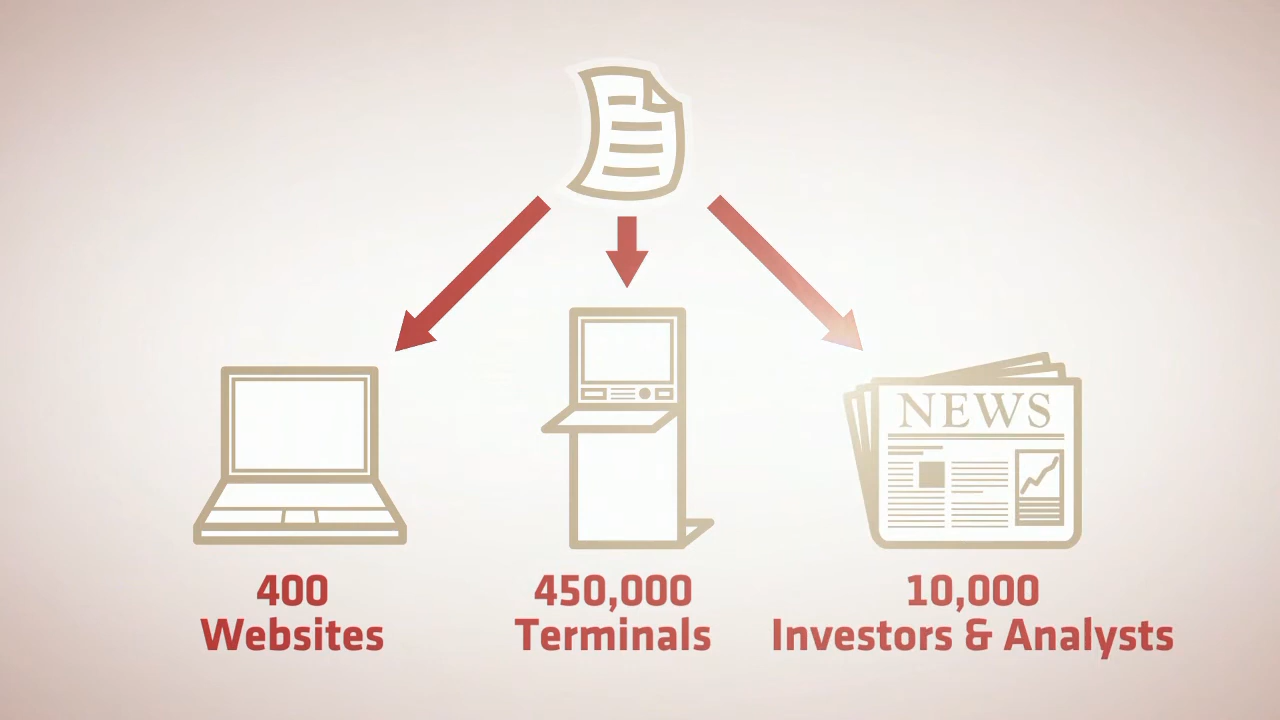 NEWS
400
Websites
450,000
Terminals
10,000
Investors & Analysts